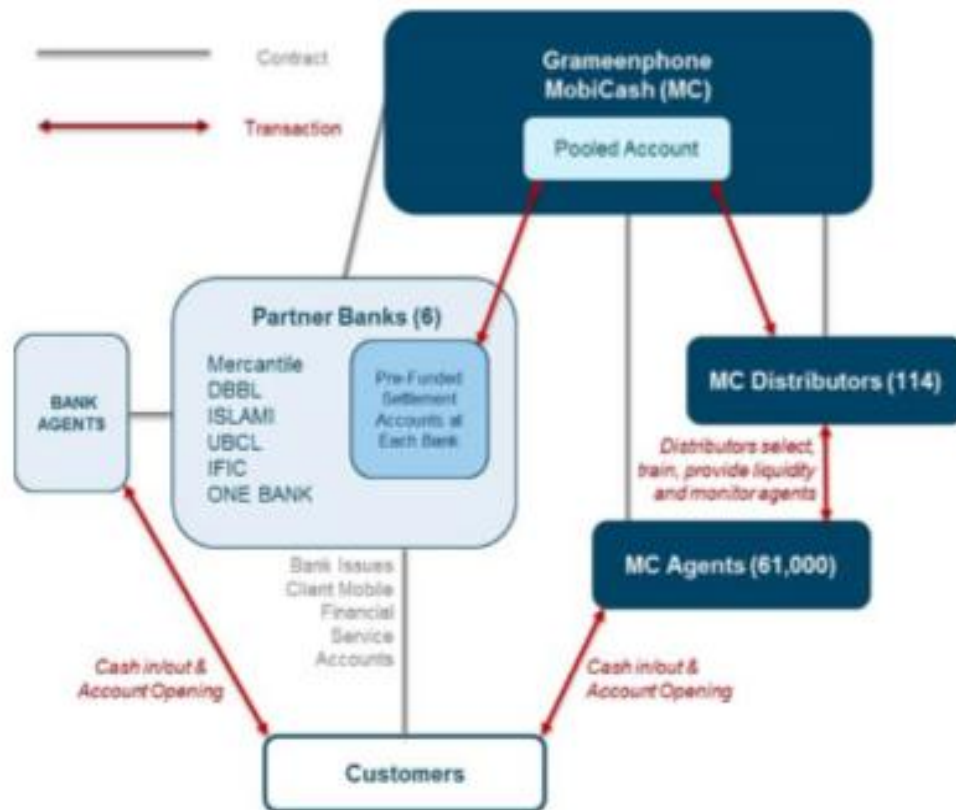 Contract
Transaction
Grameenphone
MobiCash (MC)
Pooled Account
Partner Banks (6)
Mercantile
DBBL
ISLAMI
UBCL
IFIC
ONE BANK
Pre-Funded
Settlement
Accounts at
Each Bank
BANK
AGENTS
MC Distributors (114)
Distributors select,
train, provide liquidity
and monitor agents
MC Agents (61,000)
Bank Issues
Client Mobile
Financial
Service
Accounts
Cash in/out &
Account Opening
Cash in/out &
Account Opening
Customers